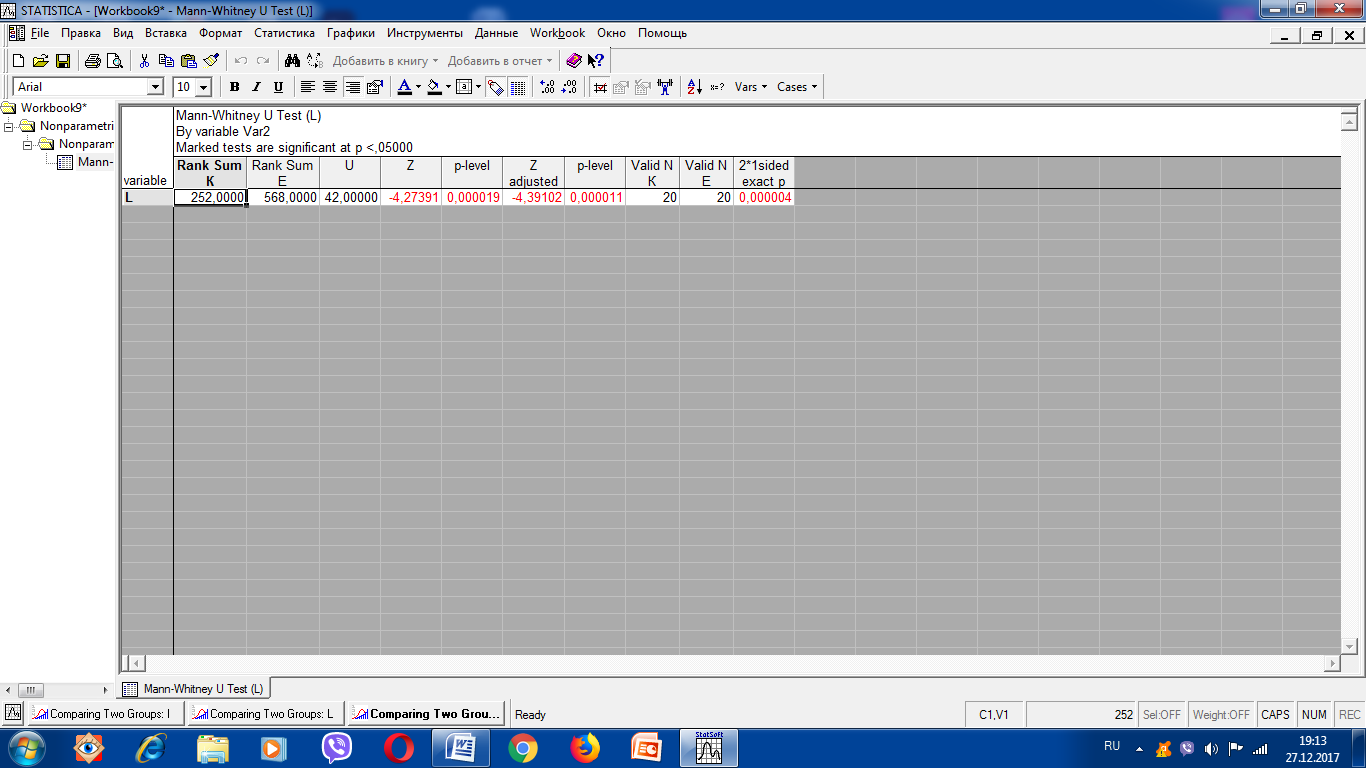 STATISTICA - [Workbook9* - Mann-Whitney U Test (L)]
File Правка Вид Вставка Формат Статистика Графики Инструменты Данные Workbook Окно Помощь
Добавить в книгу Добавить в отчет
Arial 10 B I U Vars Cases
Workbook9*
Nonparametri
Nonparam
Mann-
Mann-Whitney U Test (L)
By variable Var2
Marked tests are significant at p <,05000
variable Rank Sum K Rank Sum E U Z p-level Z adjusted p-level Valid N K Valid N E 2*1sided exact p
L 252,0000 568,0000 42,00000 -4,27391 0,000019 -4,39102 0,000011 20 20 0,000004
Mann-Whitney U Test (L)
Comparing Two Groups: I Comparing Two Groups: L Comparing Two Grou... Ready C1,V1 252 Sel:OFF Weight:OFF CAPS NUM REC
StatSoft
RU 19:13
27.12.2017